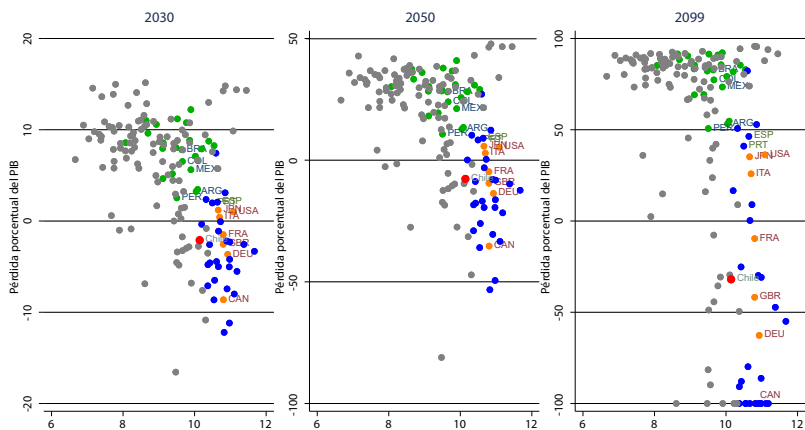 2030
Pérdida porcentual del PIB
20
10
0
-10
-20
6
8
10
12
BRA
COL
MEX
ARG
PER
ESP
JPN
USA
ITA
Chile
FRA
GBR
DEU
CAN
2050
Pérdida porcentual del PIB
50
0
-50
-100
6
8
10
12
BRA
COL
MEX
ARG
PER
ESP
JPN
USA
ITA
FRA
Chile
GBR
DEU
CAN
2099
Pérdida porcentual del PIB
100
50
0
-50
-100
6
8
10
12
BRA
COL
MEX
ARG
PER
ESP
PRT
JPN
USA
ITA
FRA
Chile
GBR
DEU
CAN